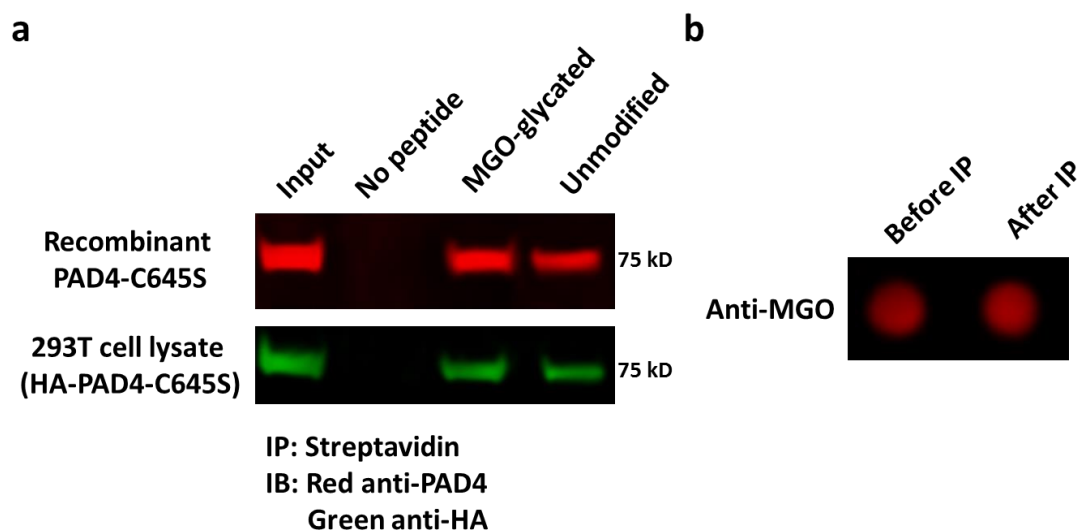 a
Input
No peptide
MGO-glycated
Unmodified
Recombinant
PAD4-C645S
75 kD
293T cell lysate
(HA-PAD4-C645S)
75 kD
IP: Streptavidin
IB: Red anti-PAD4
Green anti-HA
b
Before IP
After IP
Anti-MGO